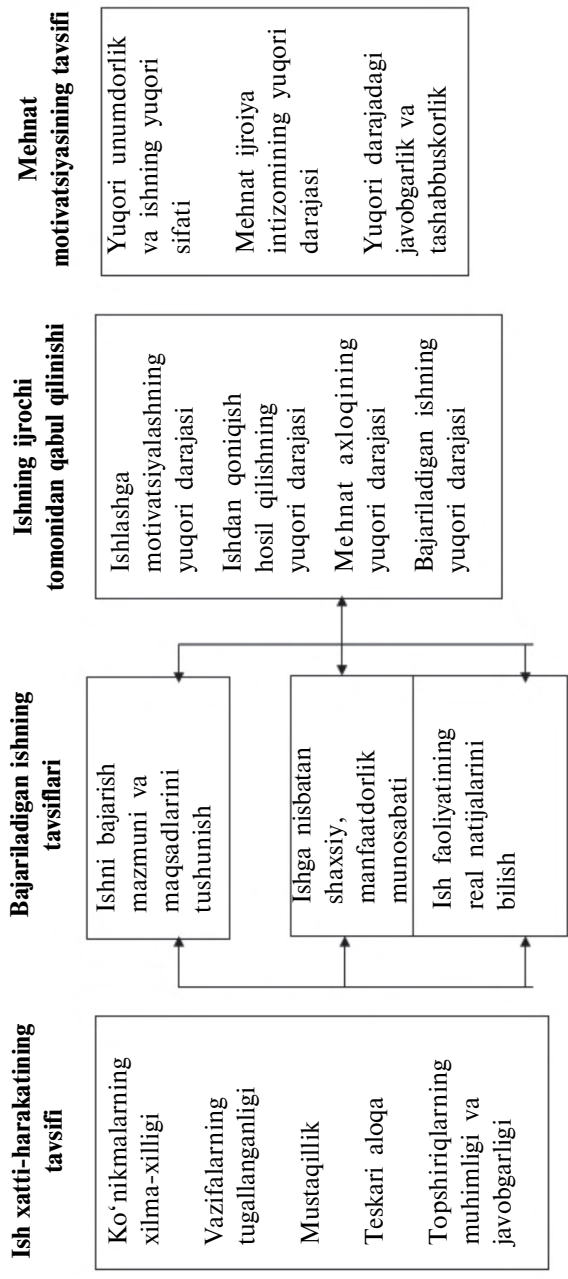 Ish xatti-harakatining
tavsifi
Ko‘nikmalarning
xilma-xilligi
Vazifalarning
tugallanganligi
Mustaqillik
Teskari aloqa
Topshiriqlarning
muhimligi va
javobgarligi
Bajariladigan ishning
tavsiflari
Ishni bajarish
mazmuni va
maqsadlarini
tushunish
Ishga nisbatan
shaxsiy,
manfaatdorlik
munosabati
Ish faoliyatining
real natijalarini
bilish
Ishning ijrochi
tomonidan qabul qilinishi
Ishlashga
motivatsiyalashning
yuqori darajasi
Ishdan qoniqish
hosil qilishning
yuqori darajasi
Mehnat axloqining
yuqori darajasi
Bajariladigan ishning
yuqori darajasi
Mehnat
motivatsiyasining tavsifi
Yuqori unumdorlik
va ishning yuqori
sifati
Mehnat ijroiya
intizomining yuqori
darajasi
Yuqori darajadagi
javobgarlik va
tashabbuskorlik